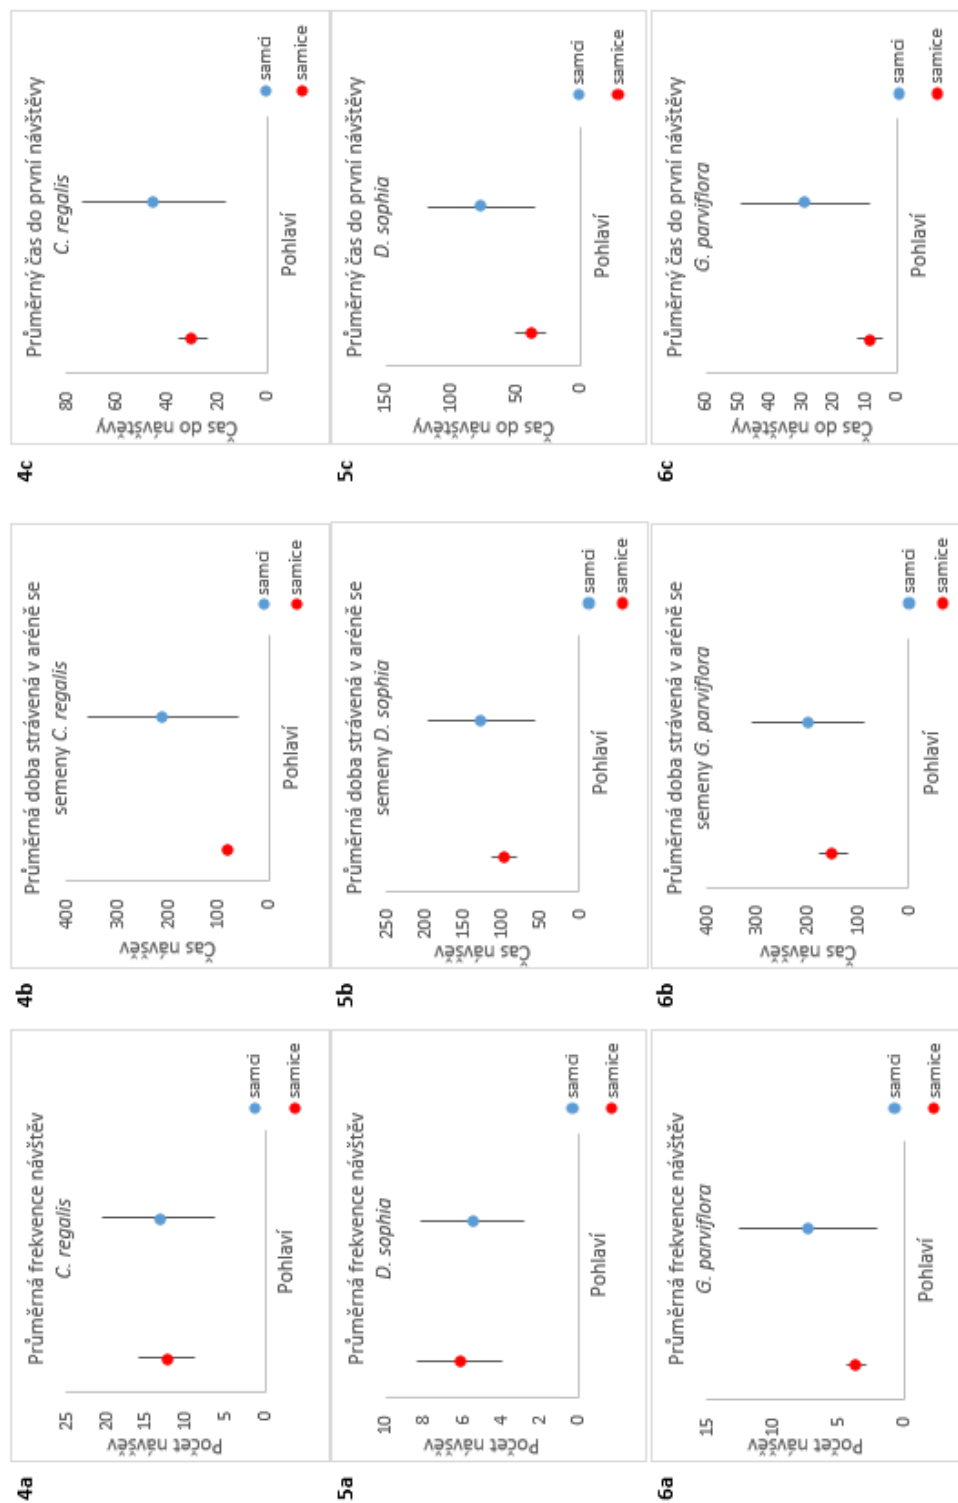 4a
Průměrná frekvence návštěv
C. regalis
Počet návšev
25
20
15
10
5
0
Pohlaví
samci
samice
4b
Průměrná doba strávená v aréně se
semeny C. regalis
Čas návšev
400
300
200
100
0
Pohlaví
samci
samice
4c
Průměrný čas do první návštěvy
C. regalis
Čas do návštěvy
80
60
40
20
0
Pohlaví
samci
samice
5a
Průměrná frekvence návštěv
D. sophia
Počet návšev
10
8
6
4
2
0
Pohlaví
samci
samice
5b
Průměrná doba strávená v aréně se
semeny D. sophia
Čas návšev
250
200
150
100
50
0
Pohlaví
samci
samice
5c
Průměrný čas do první návštěvy
D. sophia
Čas do návštěvy
150
100
50
0
Pohlaví
samci
samice
6a
Průměrná frekvence návštěv
G. parviflora
Počet návšev
15
10
5
0
Pohlaví
samci
samice
6b
Průměrná doba strávená v aréně se
semeny G. parviflora
Čas návšev
400
300
200
100
0
Pohlaví
samci
samice
6c
Průměrný čas do první návštěvy
G. parviflora
Čas do návštěvy
60
50
40
30
20
10
0
Pohlaví
samci
samice